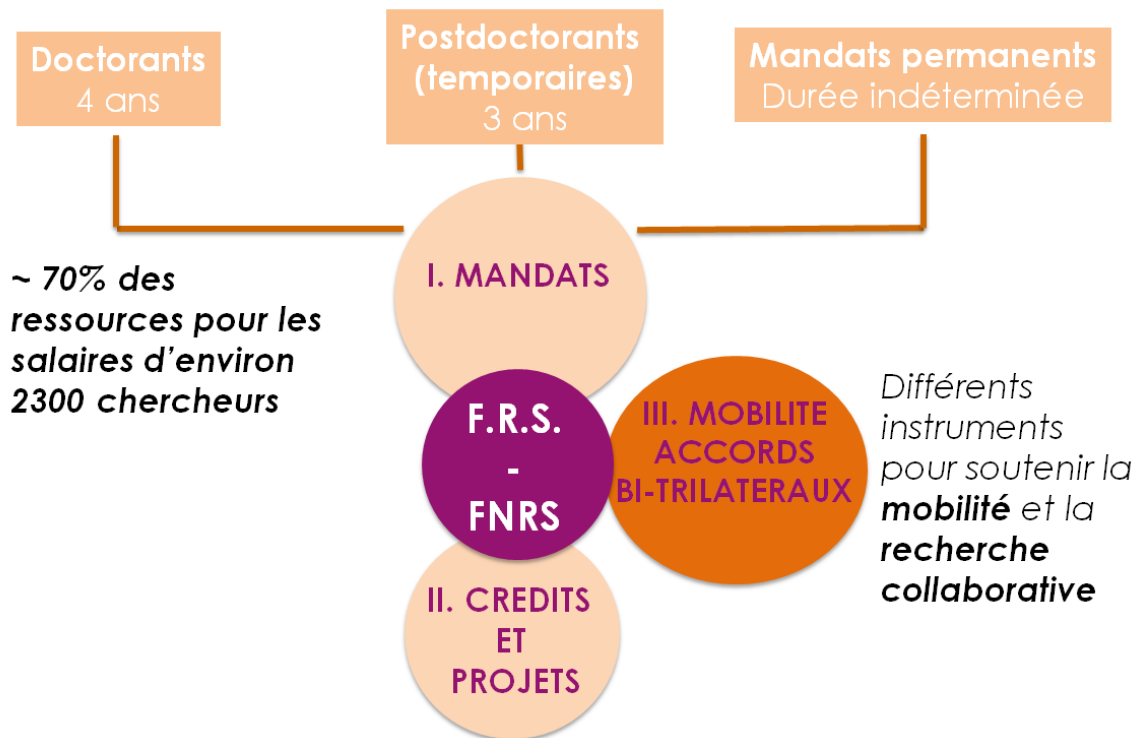 Doctorants
4 ans
Postdoctorants
(temporaires)
3 ans
Mandats permanents
Durée indéterminée
I. MANDATS
~ 70% des
ressources pour les
salaires d’environ
2300 chercheurs
F.R.S.
-
FNRS
III. MOBILITE
ACCORDS
BI-TRILATERAUX
Différents
instruments
pour soutenir la
mobilité et la
recherche
collaborative
II. CREDITS
ET
PROJETS